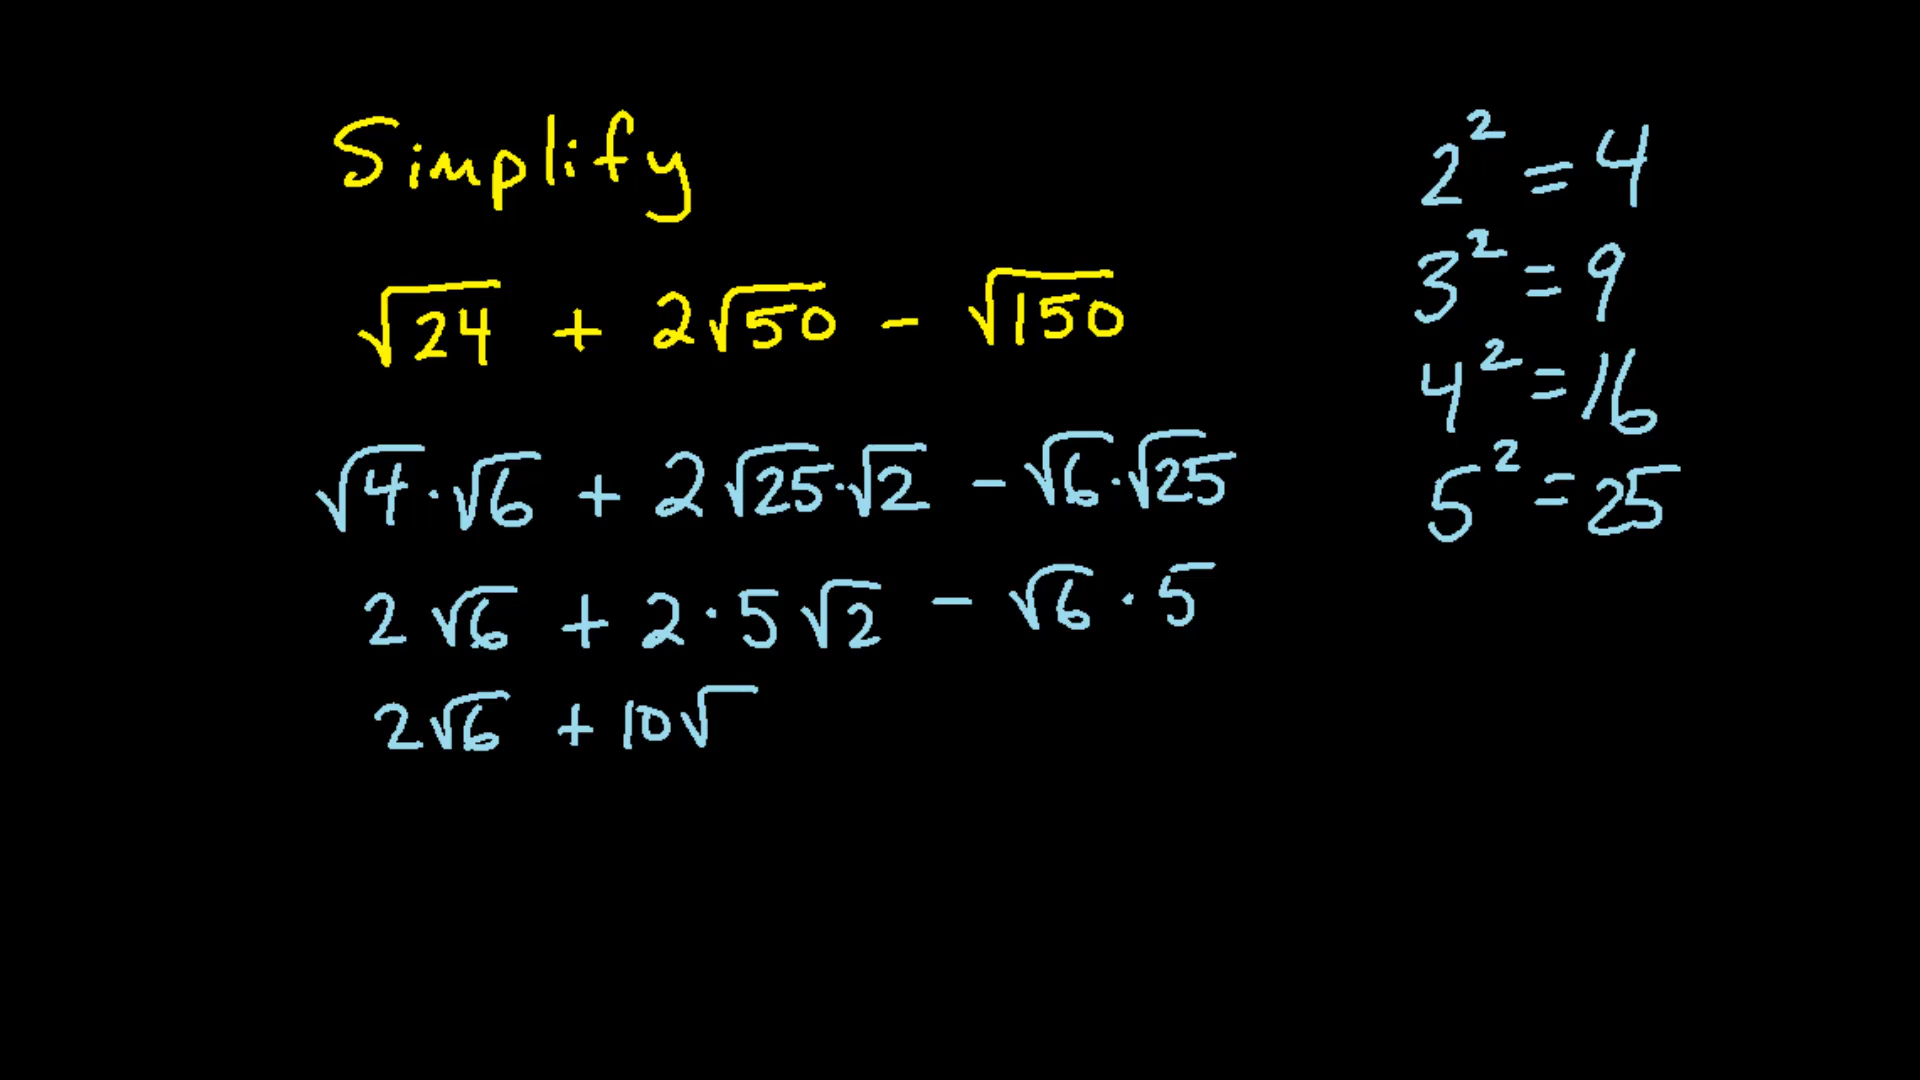 Simplify
√24 + 2√50 - √150
√4 · √6 + 2√25 · √2 - √6 · √25
2√6 + 2 · 5√2 - √6 · 5
2√6 + 10√
2² = 4
3² = 9
4² = 16
5² = 25